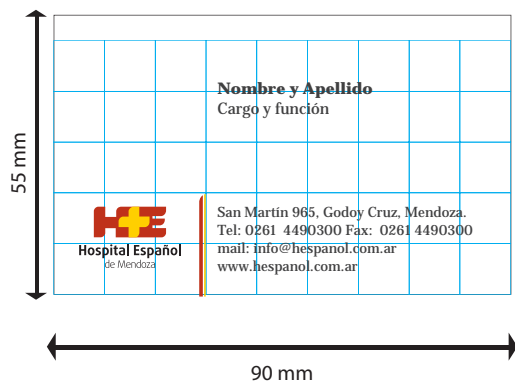 Nombre y Apellido
Cargo y función
55 mm
HE
Hospital Español
de Mendoza
San Martín 965, Godoy Cruz, Mendoza.
Tel: 0261 4490300 Fax: 0261 4490300
mail: info@hespanol.com.ar
www.hespanol.com.ar
90 mm